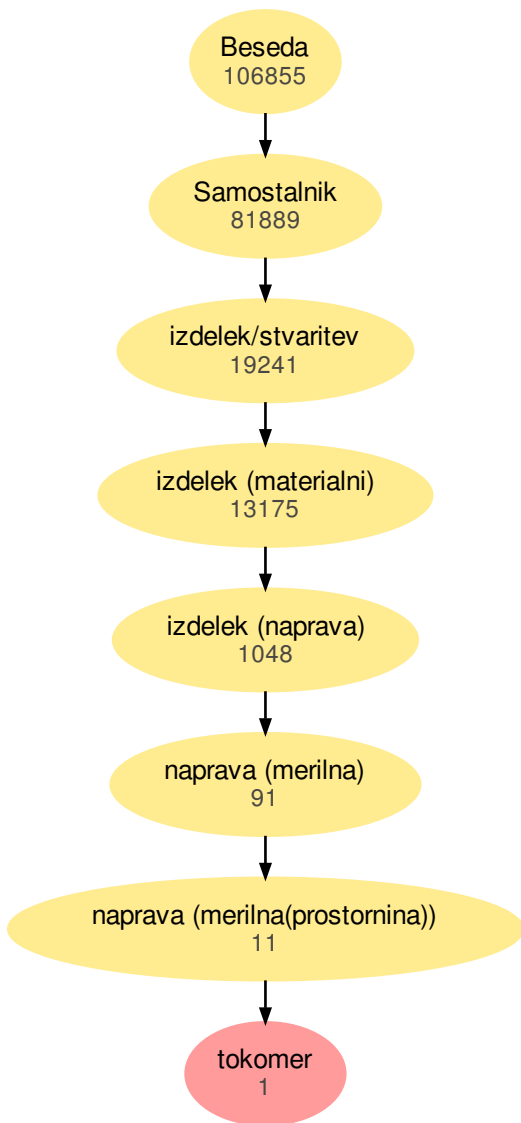 Beseda
106855
Samostalnik
81889
izdelek/stvaritev
19241
izdelek (materialni)
13175
izdelek (naprava)
1048
naprava (merilna)
91
naprava (merilna(prostornina))
11
tokomer
1